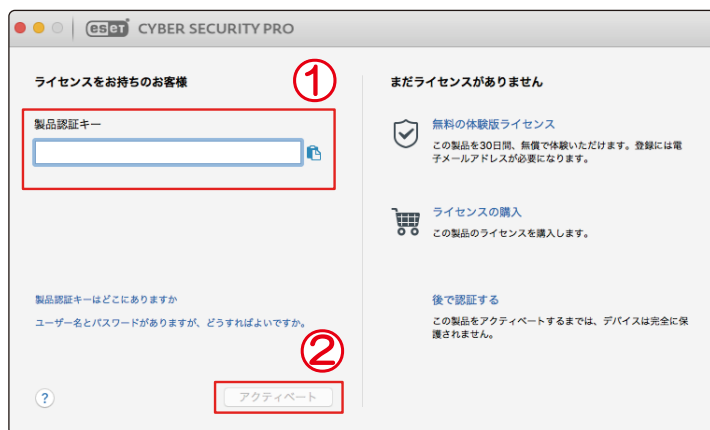 eset CYBER SECURITY PRO
ライセンスをお持ちのお客様
①
製品認証キー
製品認証キーはどこにありますか
ユーザー名とパスワードがありますが、どうすればよいですか。
②
?
アクティベート
まだライセンスがありません
無料の体験版ライセンス
この製品を30日間、無償で体験いただけます。登録には電
子メールアドレスが必要になります。
ライセンスの購入
この製品のライセンスを購入します。
後で認証する
この製品をアクティベートするまでは、デバイスは完全に保
護されません。